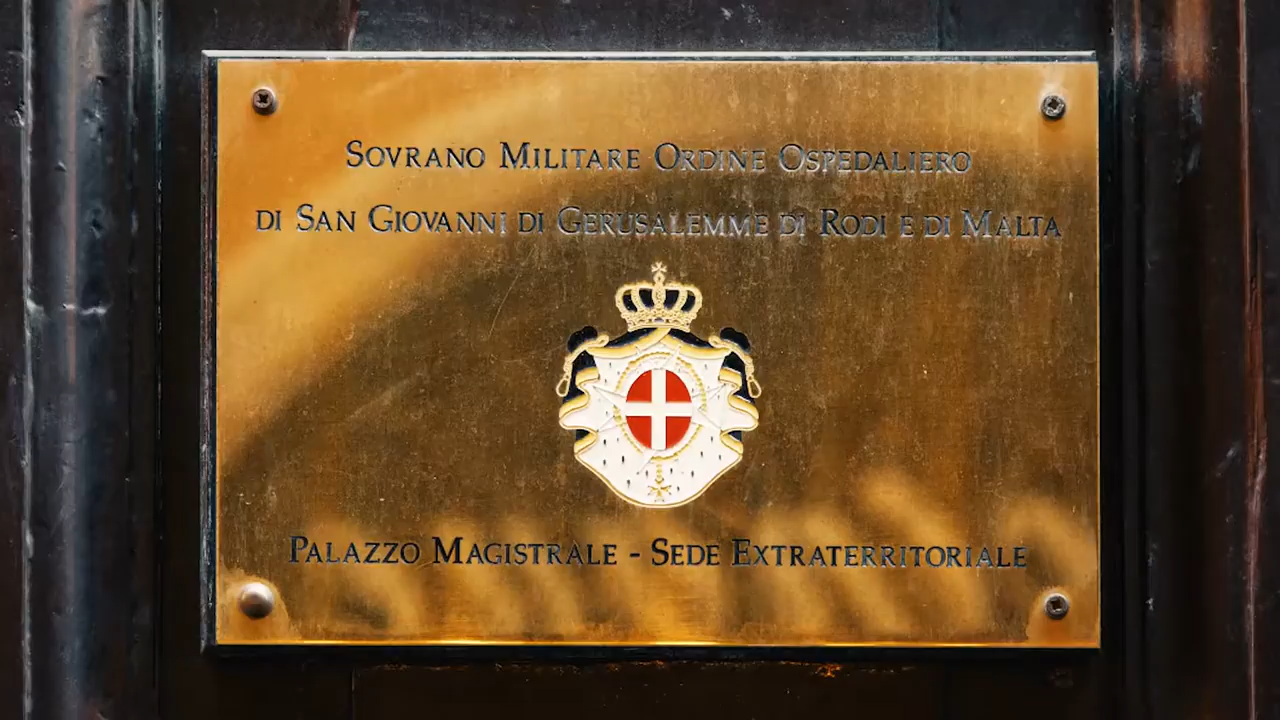 Sovrano Militare Ordine Ospedaliero
di San Giovanni di Gerusalemme di Rodi e di Malta
Palazzo Magistrale - Sede Extraterritoriale